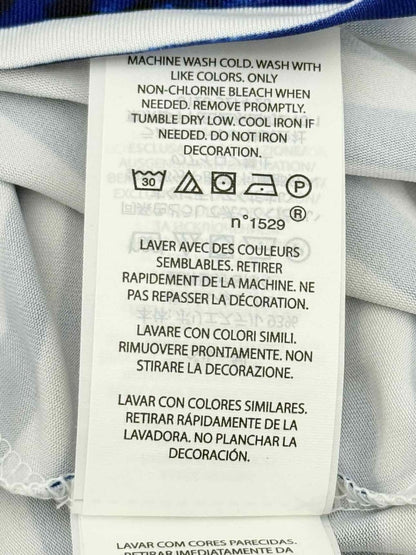 MACHINE WASH COLD. WASH WITH
LIKE COLORS. ONLY
NON-CHLORINE BLEACH WHEN
NEEDED. REMOVE PROMPTLY.
TUMBLE DRY LOW. COOL IRON IF
NEEDED. DO NOT IRON
DECORATION.
30 P
n°1529 ®
LAVER AVEC DES COULEURS
SEMBLABLES. RETIRER
RAPIDEMENT DE LA MACHINE. NE
PAS REPASSER LA DÉCORATION.
LAVARE CON COLORI SIMILI.
RIMUOVERE PRONTAMENTE. NON
STIRARE LA DECORAZIONE.
LAVAR CON COLORES SIMILARES.
RETIRAR RÁPIDAMENTE DE LA
LAVADORA. NO PLANCHAR LA
DECORACIÓN.
LAVAR COM CORES PARECIDAS.
RETIRAR IMEDIATAMENTE DA